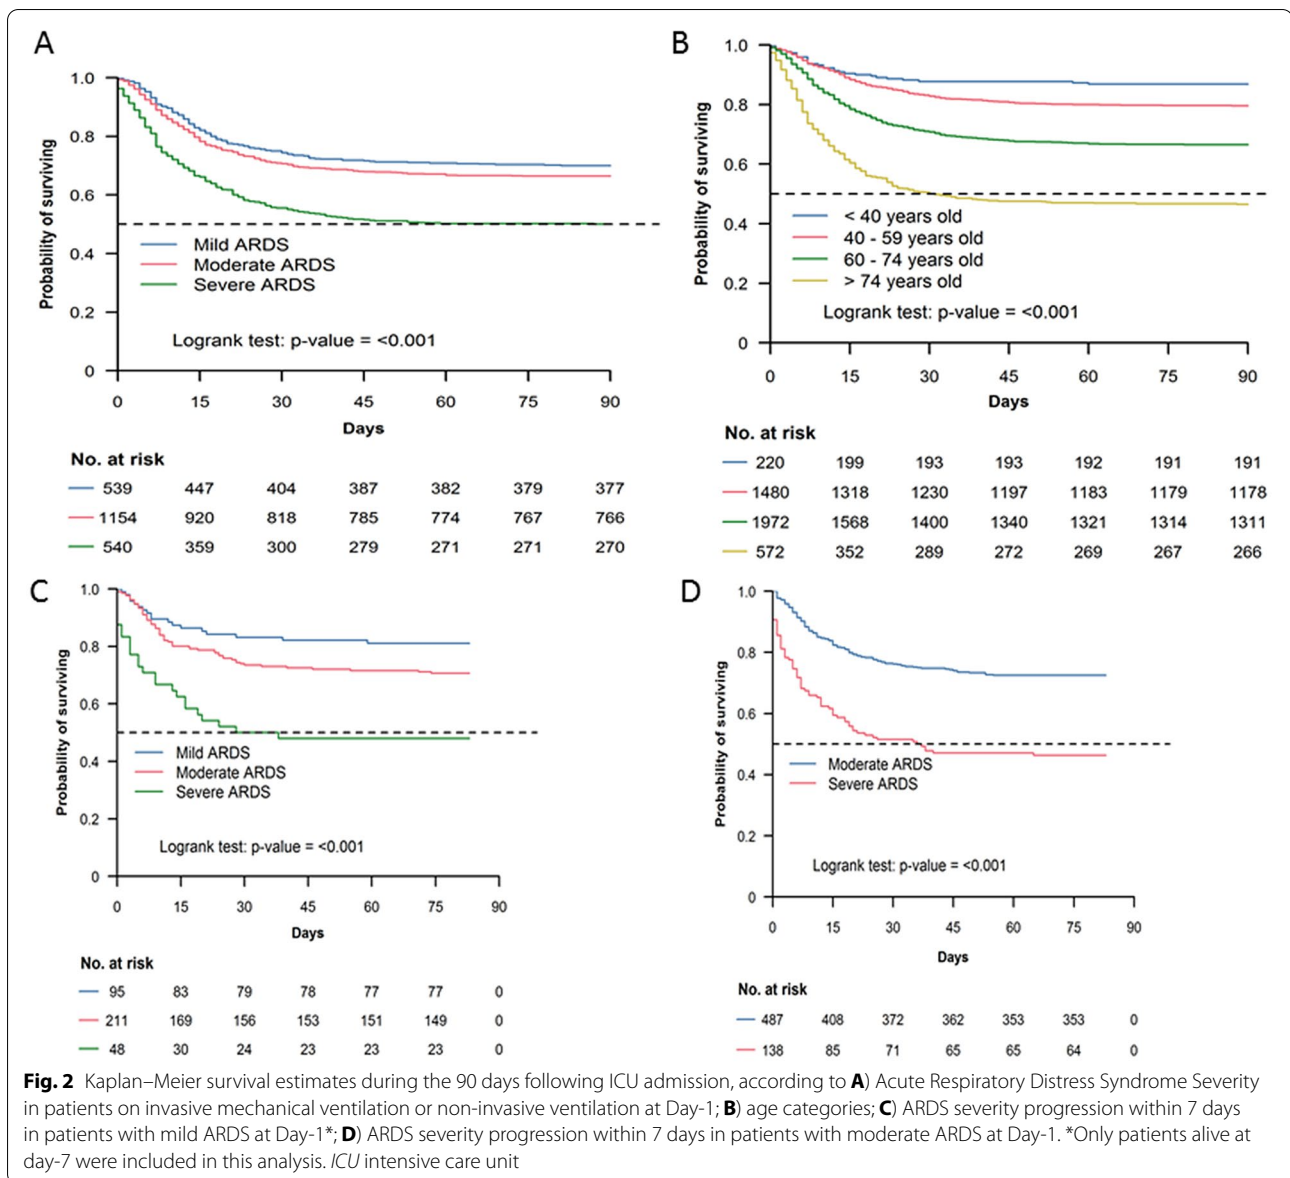 A
1.0
0.8
0.6
0.4
0.2
0
Probability of surviving
Mild ARDS
Moderate ARDS
Severe ARDS
Logrank test: p-value = <0.001
0 15 30 45 60 75 90
Days
No. at risk
539 447 404 387 382 379 377
1154 920 818 785 774 767 766
540 359 300 279 271 271 270
B
1.0
0.8
0.6
0.4
0.2
0
Probability of surviving
< 40 years old
40 - 59 years old
60 - 74 years old
> 74 years old
Logrank test: p-value = <0.001
0 15 30 45 60 75 90
Days
No. at risk
220 199 193 193 192 191 191
1480 1318 1230 1197 1183 1179 1178
1972 1568 1400 1340 1321 1314 1311
572 352 289 272 269 267 266
C
1.0
0.8
0.6
0.4
0.2
0
Probability of surviving
Mild ARDS
Moderate ARDS
Severe ARDS
Logrank test: p-value = <0.001
0 15 30 45 60 75 90
Days
No. at risk
95 83 79 78 77 77 0
211 169 156 153 151 149 0
48 30 24 23 23 23 0
D
1.0
0.8
0.6
0.4
0.2
0
Probability of surviving
Moderate ARDS
Severe ARDS
Logrank test: p-value = <0.001
0 15 30 45 60 75 90
Days
No. at risk
487 408 372 362 353 353 0
138 85 71 65 65 64 0
Fig. 2 Kaplan–Meier survival estimates during the 90 days following ICU admission, according to A) Acute Respiratory Distress Syndrome Severity
in patients on invasive mechanical ventilation or non-invasive ventilation at Day-1; B) age categories; C) ARDS severity progression within 7 days
in patients with mild ARDS at Day-1*; D) ARDS severity progression within 7 days in patients with moderate ARDS at Day-1. *Only patients alive at
day-7 were included in this analysis. ICU intensive care unit